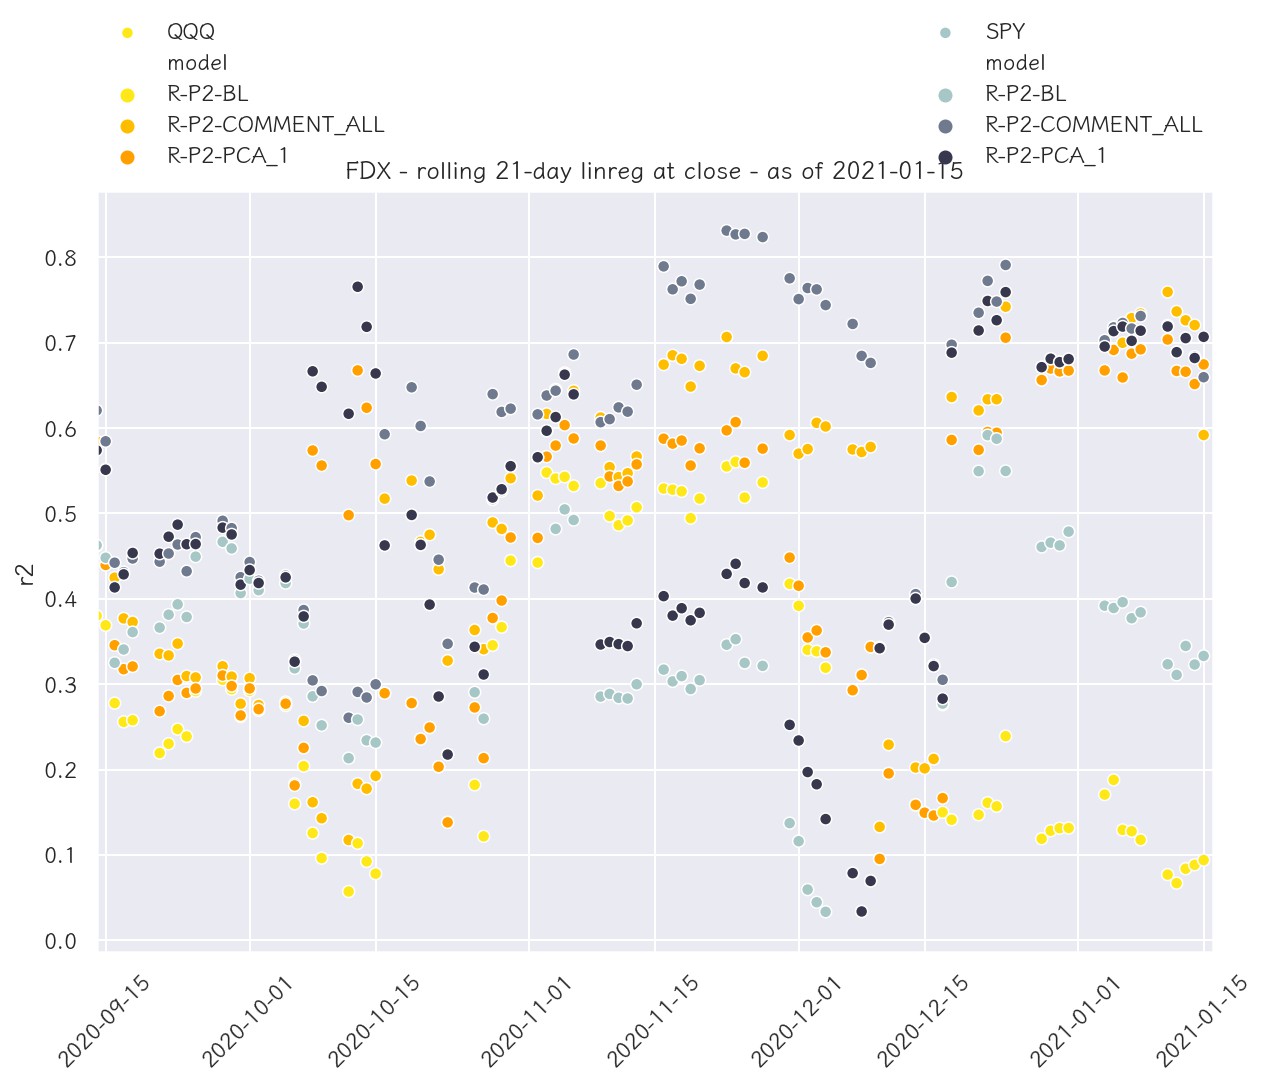 QQQ
model
R-P2-BL
R-P2-COMMENT_ALL
R-P2-PCA_1
SPY
model
R-P2-BL
R-P2-COMMENT_ALL
R-P2-PCA_1
FDX - rolling 21-day linreg at close - as of 2021-01-15
r2
0.8
0.7
0.6
0.5
0.4
0.3
0.2
0.1
0.0
2020-09-15
2020-10-01
2020-10-15
2020-11-01
2020-11-15
2020-12-01
2020-12-15
2021-01-01
2021-01-15